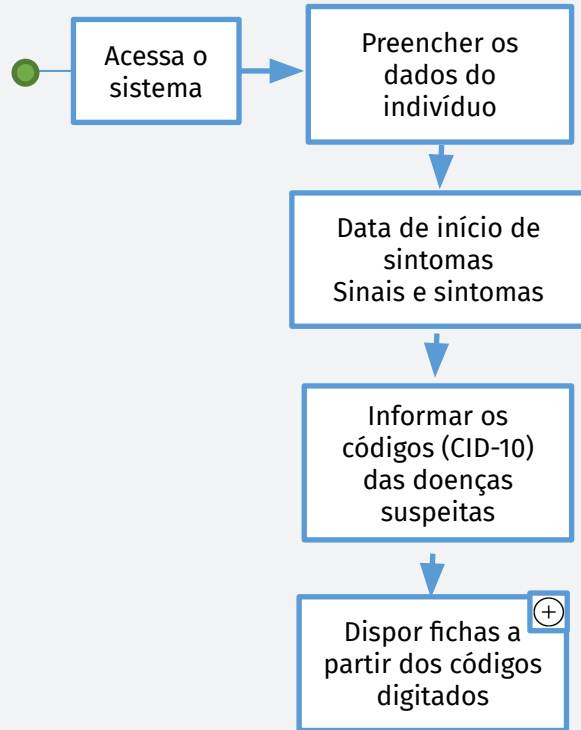 Acessa o
sistema
Preencher os
dados do
indivíduo
Data de início de
sintomas
Sinais e sintomas
Informar os
códigos (CID-10)
das doenças
suspeitas
Dispor fichas a
partir dos códigos
digitados